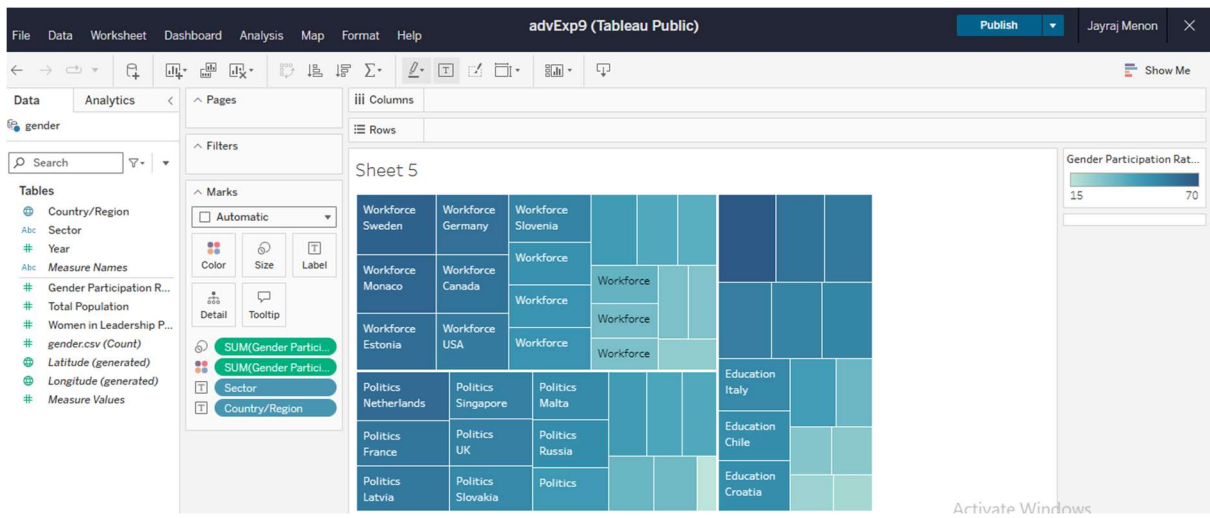 advExp9 (Tableau Public)
Publish
Jayraj Menon
File Data Worksheet Dashboard Analysis Map Format Help
Show Me
Data Analytics
gender
Search
Tables
Country/Region
Abc Sector
# Year
Abc Measure Names
# Gender Participation R...
# Total Population
# Women in Leadership P...
# gender.csv (Count)
Latitude (generated)
Longitude (generated)
# Measure Values
Pages
Filters
Marks
Automatic
Color Size Label
Detail Tooltip
SUM(Gender Partici...
SUM(Gender Partici...
T Sector
T Country/Region
iii Columns
Rows
Sheet 5
Workforce
Sweden
Workforce
Germany
Workforce
Slovenia
Workforce
Monaco
Workforce
Canada
Workforce
Workforce
Workforce
Estonia
Workforce
USA
Workforce
Workforce
Workforce
Workforce
Politics
Netherlands
Politics
Singapore
Politics
Malta
Politics
France
Politics
UK
Politics
Russia
Politics
Latvia
Politics
Slovakia
Politics
Education
Italy
Education
Chile
Education
Croatia
Gender Participation Rat...
15 70
Activate Windows